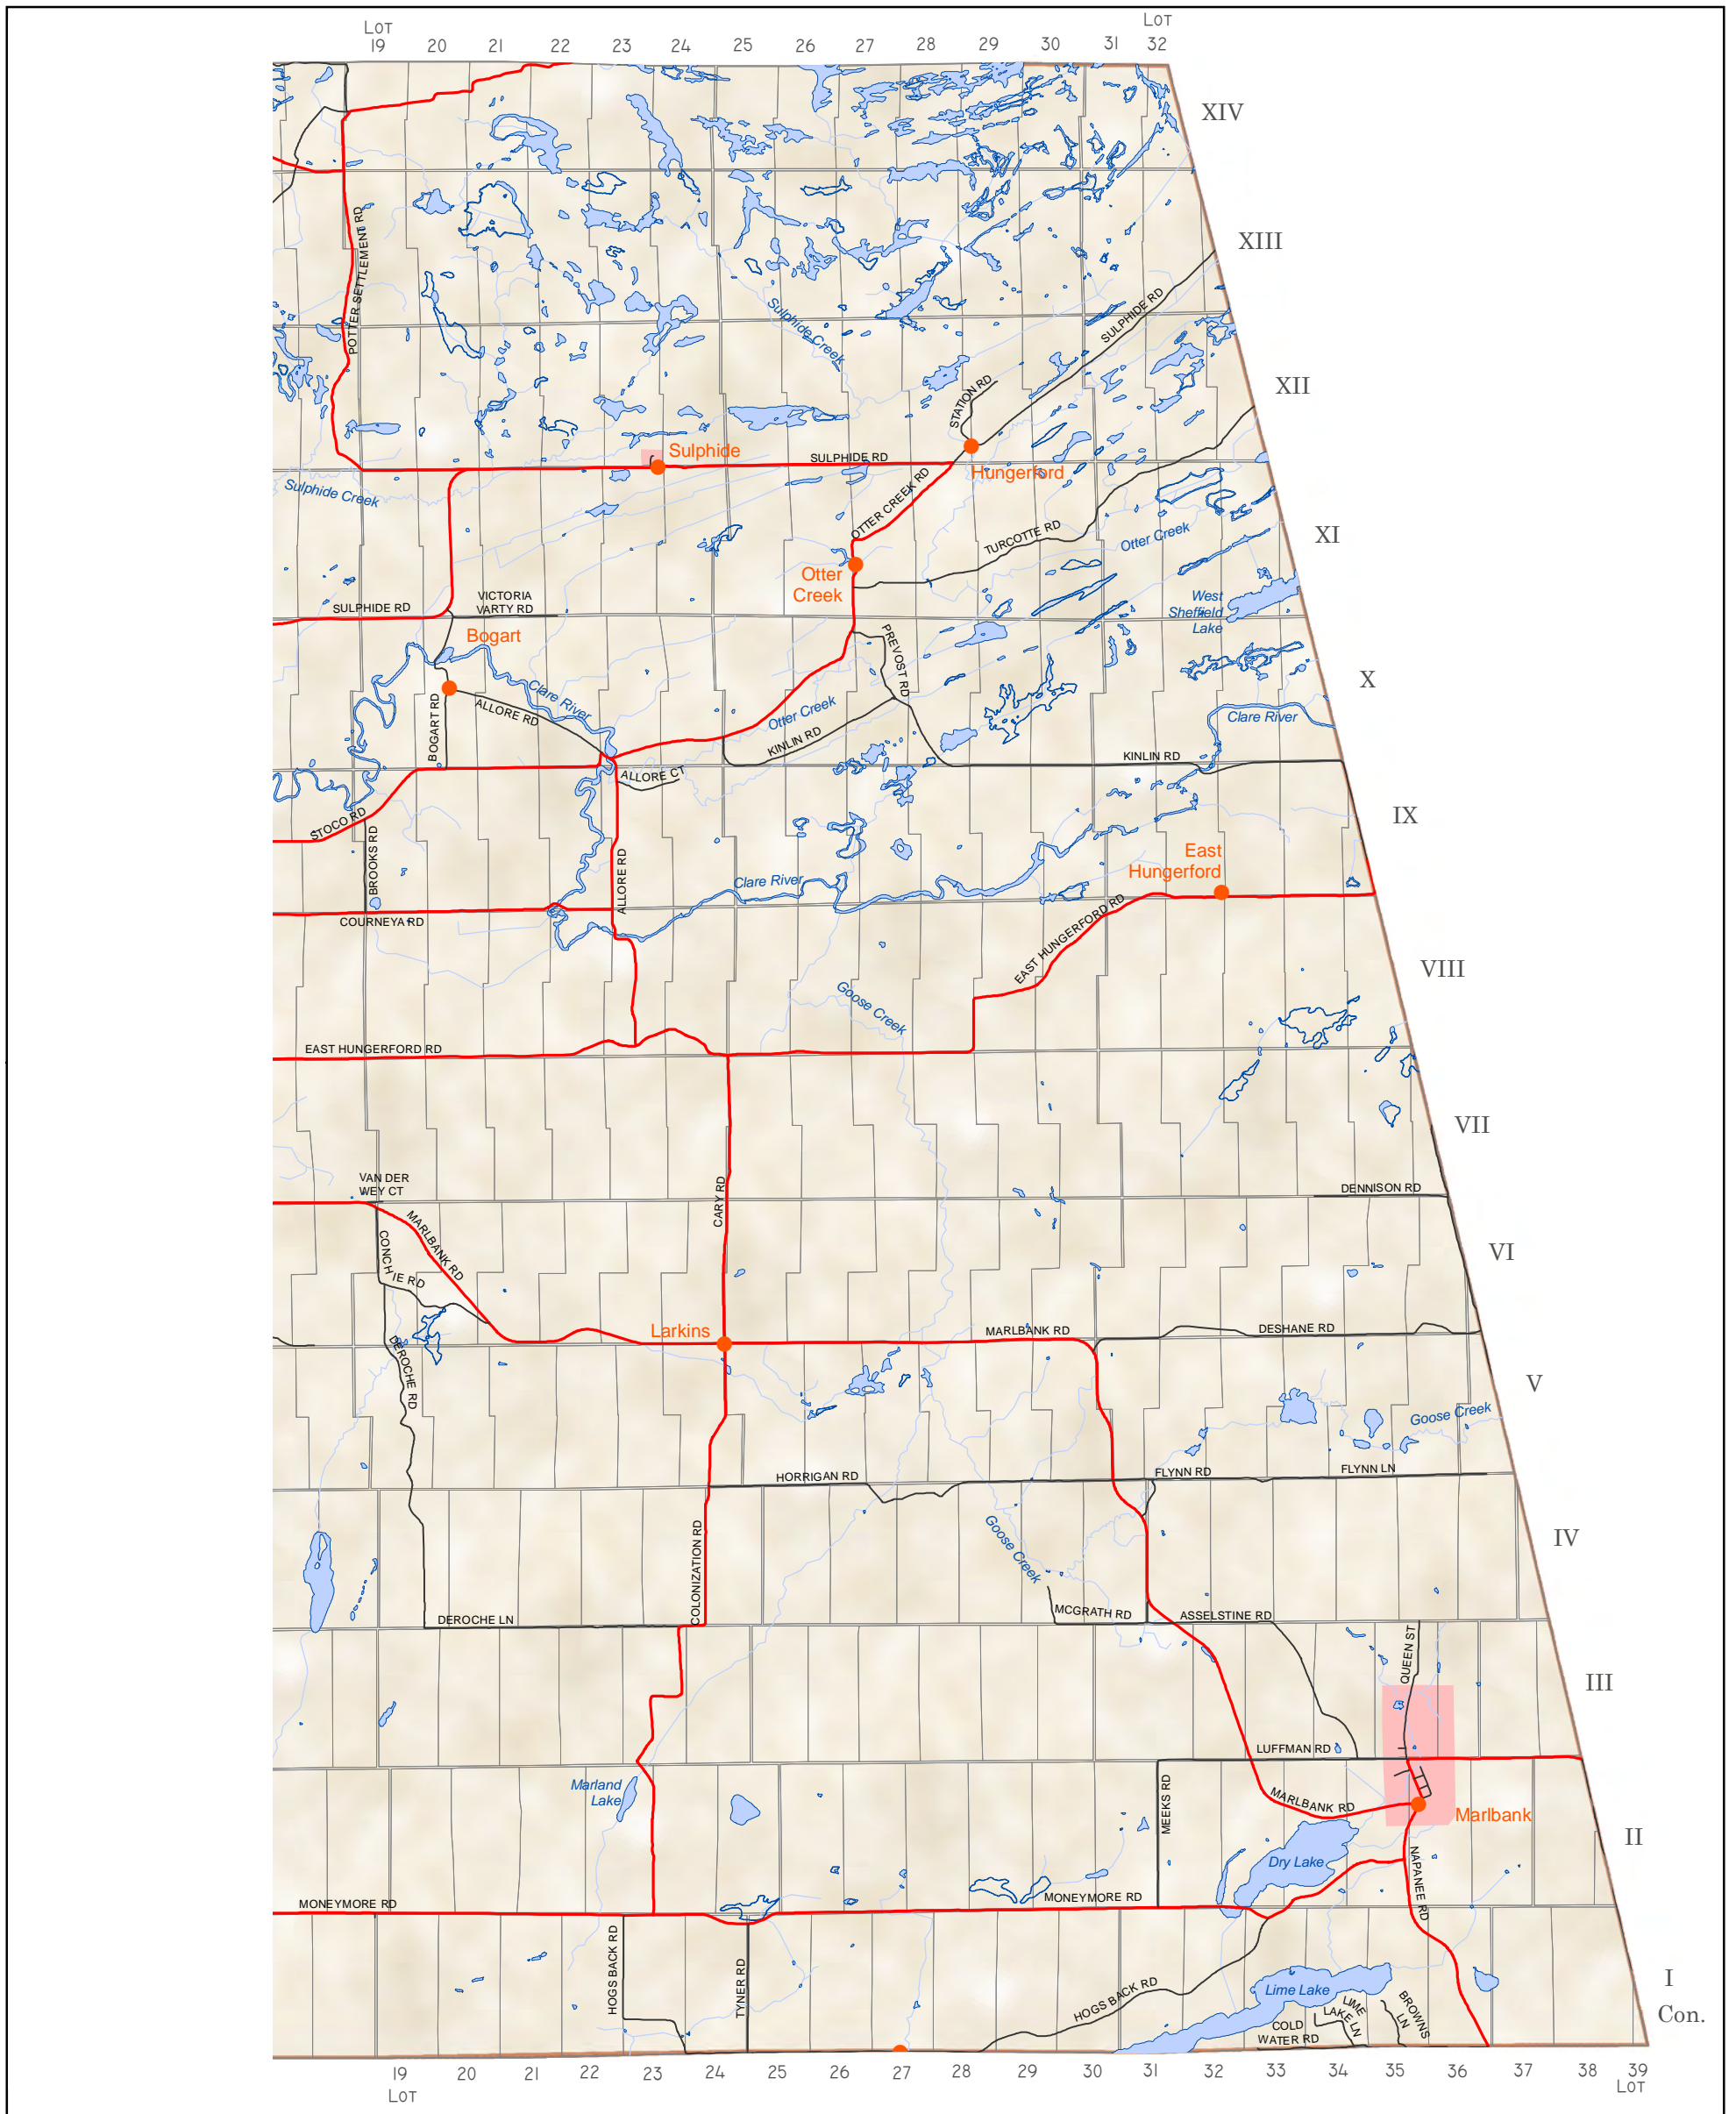 LOT
LOT
19 20 21 22 23 24 25 26 27 28 29 30 31 32
XIV
XIII
POTTER SETTLEMENT RD
Sulphide Creek
SULPHIDE RD
XII
STATION RD
Sulphide
SULPHIDE RD
Hungerford
Sulphide Creek
OTTER CREEK RD
TURCOTTE RD
Otter Creek
XI
Otter
Creek
West
Sheffield
Lake
SULPHIDE RD
VICTORIA
VARTY RD
Bogart
PREVOST RD
X
Clare River
ALLORE RD
BOGART RD
Otter Creek
KINLIN RD
Clare River
KINLIN RD
ALLORE CT
STOCO RD
BROOKS RD
IX
East
Hungerford
ALLORE RD
Clare River
COURNEYA RD
EAST HUNGERFORD RD
VIII
Goose Creek
EAST HUNGERFORD RD
VII
VAN DER
WEY CT
DENNISON RD
CARY RD
MARLBANK RD
CONCH
IE RD
VI
Larkins
MARLBANK RD
DESHANE RD
DEROCHE RD
V
Goose Creek
HORRIGAN RD
FLYNN RD
FLYNN LN
COLONIZATION RD
Goose Creek
IV
DEROCHE LN
MCGRATH RD
ASSELSTINE RD
QUEEN ST
III
LUFFMAN RD
Marland
Lake
MEEKS RD
MARLBANK RD
Marlbank
II
Dry Lake
NAPANEE RD
MONEYMORE RD
MONEYMORE RD
HOGS BACK RD
TYNER RD
HOGS BACK RD
Lime Lake
LIME
LAKE LN
BROWNS
LN
COLD
WATER RD
I
Con.
19 20 21 22 23 24 25 26 27 28 29 30 31 32 33 34 35 36 37 38 39
LOT
LOT